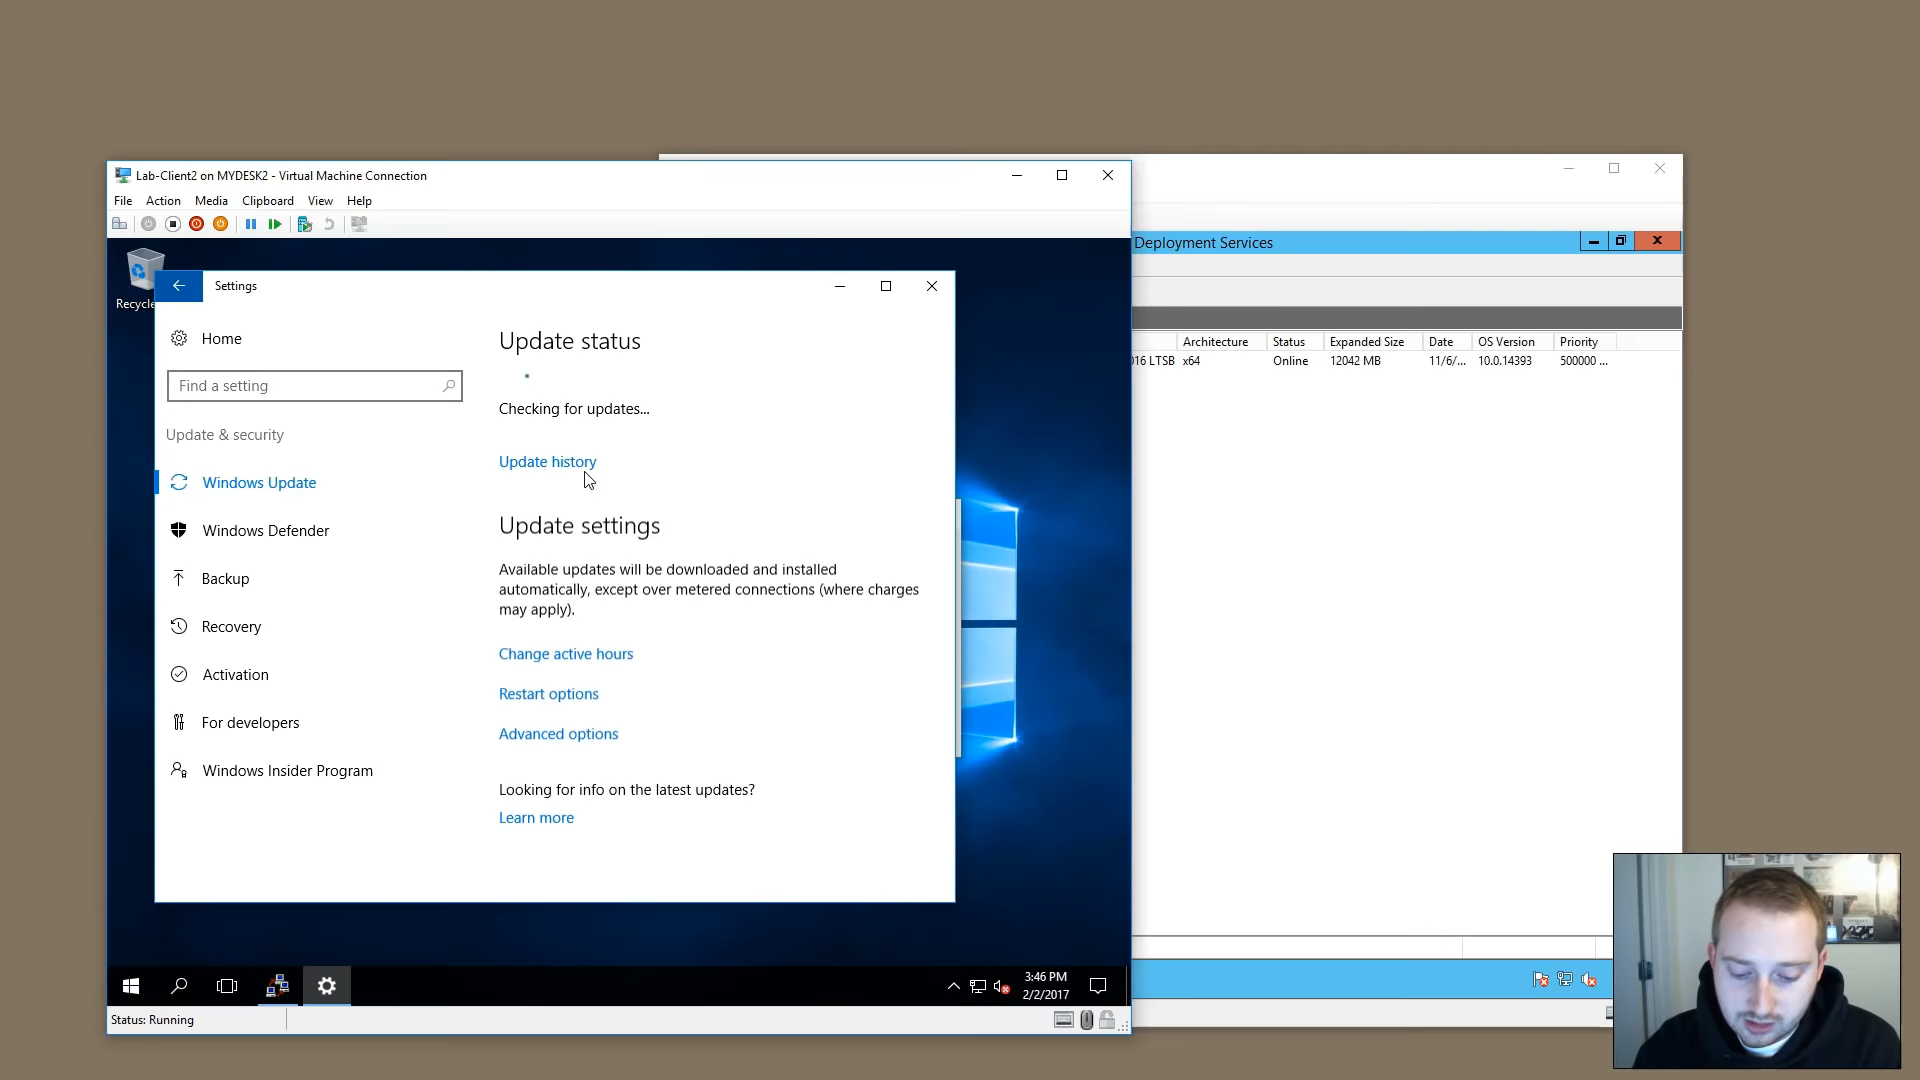 Lab-Client2 on MYDESK2 - Virtual Machine Connection
File Action Media Clipboard View Help
Deployment Services
Recycle
Settings
Home
Find a setting
Update & security
Windows Update
Windows Defender
Backup
Recovery
Activation
For developers
Windows Insider Program
Update status
Checking for updates...
Update history
Update settings
Available updates will be downloaded and installed
automatically, except over metered connections (where charges
may apply).
Change active hours
Restart options
Advanced options
Looking for info on the latest updates?
Learn more
Architecture Status Expanded Size Date OS Version Priority
016 LTSB x64 Online 12042 MB 11/6/... 10.0.14393 500000 ...
3:46 PM
2/2/2017
Status: Running